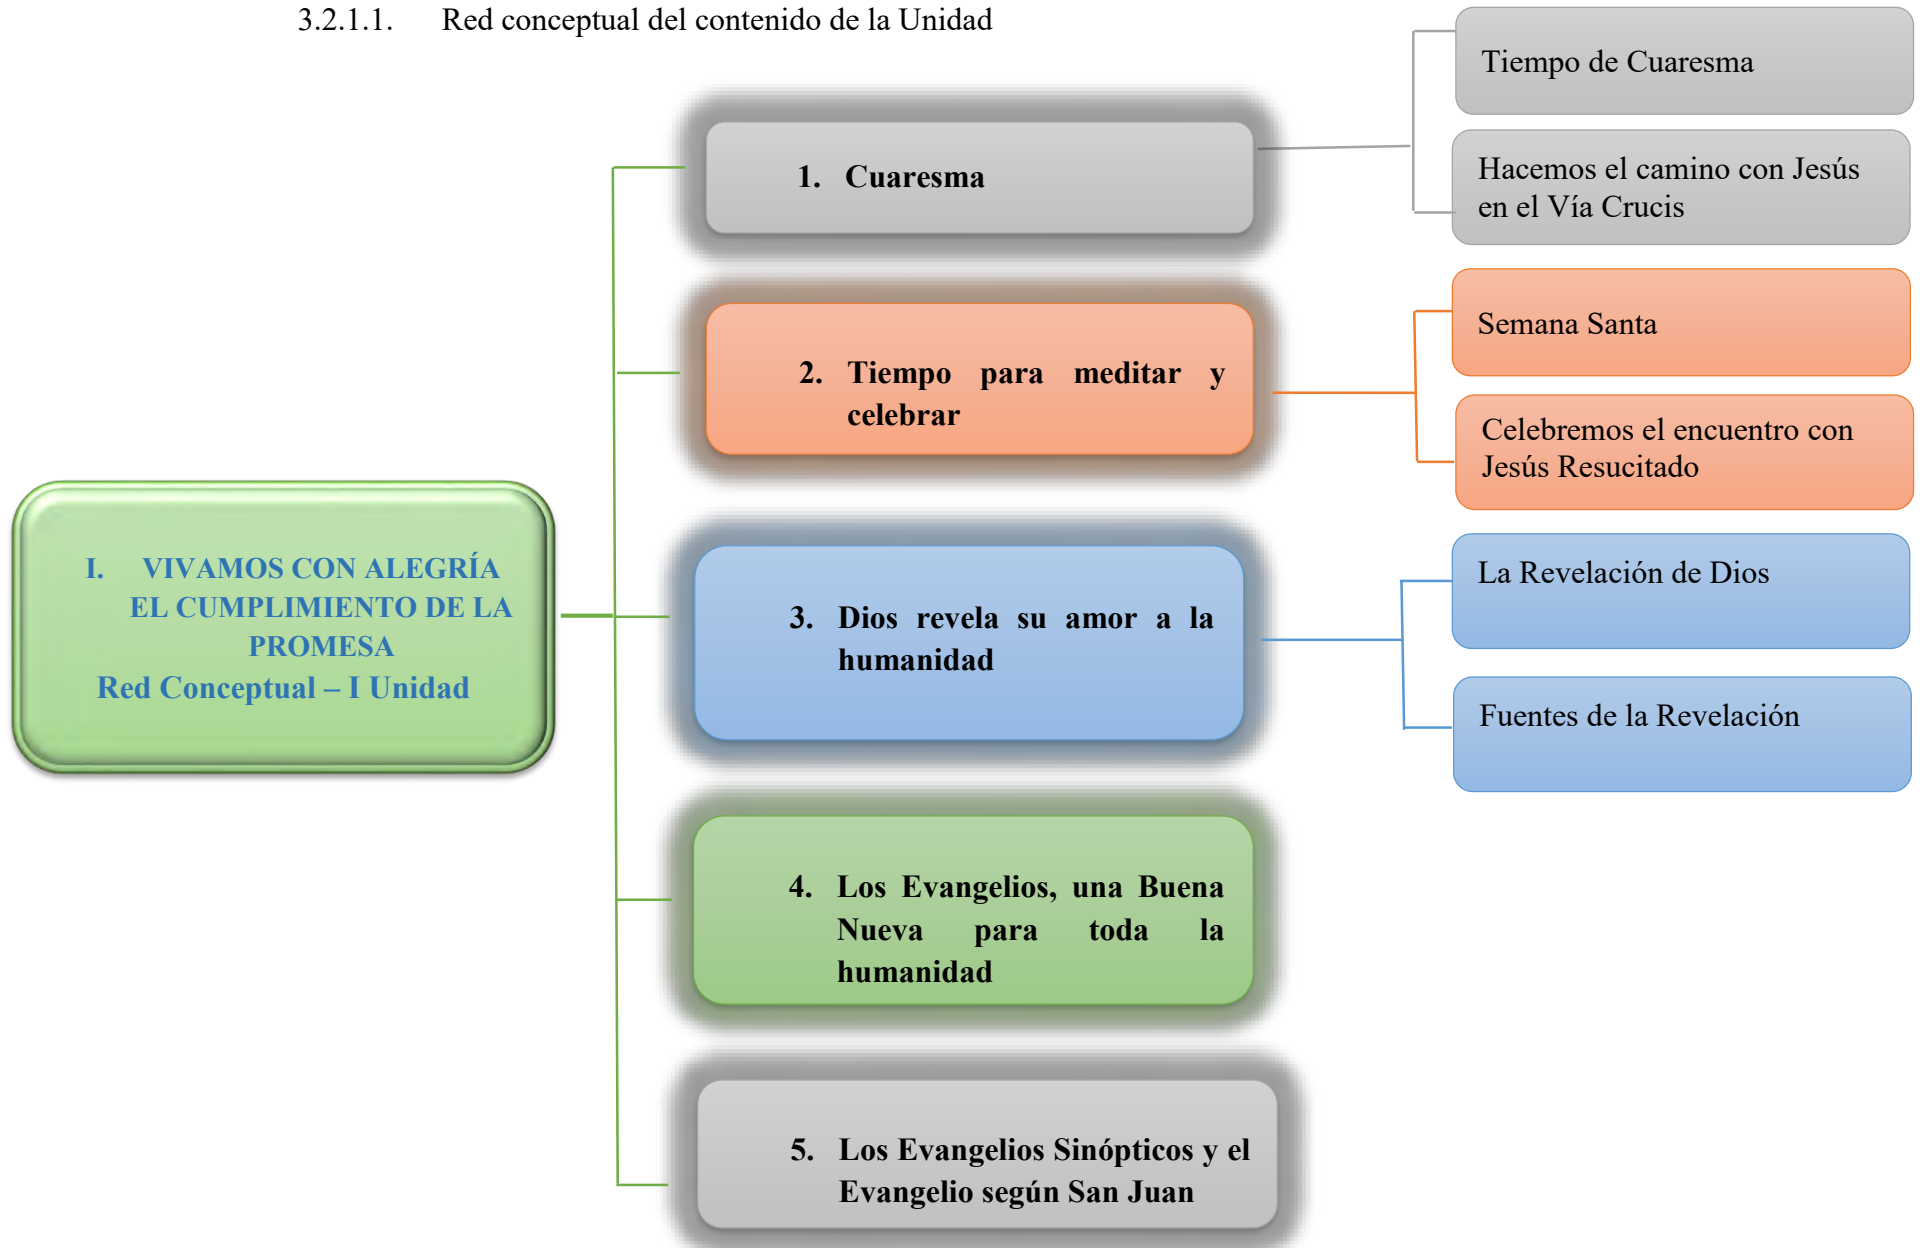 3.2.1.1. Red conceptual del contenido de la Unidad
I. VIVAMOS CON ALEGRÍA
EL CUMPLIMIENTO DE LA
PROMESA
Red Conceptual – I Unidad
1. Cuaresma
Tiempo de Cuaresma
Hacemos el camino con Jesús
en el Vía Crucis
2. Tiempo para meditar y
celebrar
Semana Santa
Celebremos el encuentro con
Jesús Resucitado
3. Dios revela su amor a la
humanidad
La Revelación de Dios
Fuentes de la Revelación
4. Los Evangelios, una Buena
Nueva para toda la
humanidad
5. Los Evangelios Sinópticos y el
Evangelio según San Juan